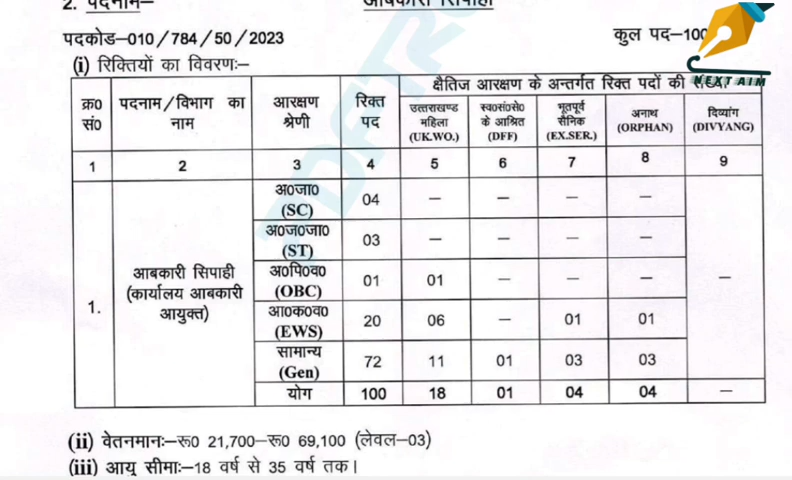 2. पदनाम– आबकारी सिपाही
पदकोड–010/784/50/2023 कुल पद–100
NEXT AIM
(i) रिक्तियों का विवरणः–
क्र0 सं0 | पदनाम/विभाग का नाम | आरक्षण श्रेणी | रिक्त पद | क्षैतिज आरक्षण के अन्तर्गत रिक्त पदों की
उत्तराखण्ड महिला (UK.WO.) | स्व0सं0से0 के आश्रित (DFF) | भूतपूर्व सैनिक (EX.SER.) | अनाथ (ORPHAN) | दिव्यांग (DIVYANG)
1 | 2 | 3 | 4 | 5 | 6 | 7 | 8 | 9
1. | आबकारी सिपाही (कार्यालय आबकारी आयुक्त) | अ0जा0 (SC) | 04 | – | – | – | – | –
अ0ज0जा0 (ST) | 03 | – | – | – | –
अ0पि0व0 (OBC) | 01 | 01 | – | – | –
आ0क0व0 (EWS) | 20 | 06 | – | 01 | 01
सामान्य (Gen) | 72 | 11 | 01 | 03 | 03
योग | 100 | 18 | 01 | 04 | 04 | –
(ii) वेतनमानः–रू0 21,700–रू0 69,100 (लेवल–03)
(iii) आयु सीमाः–18 वर्ष से 35 वर्ष तक।